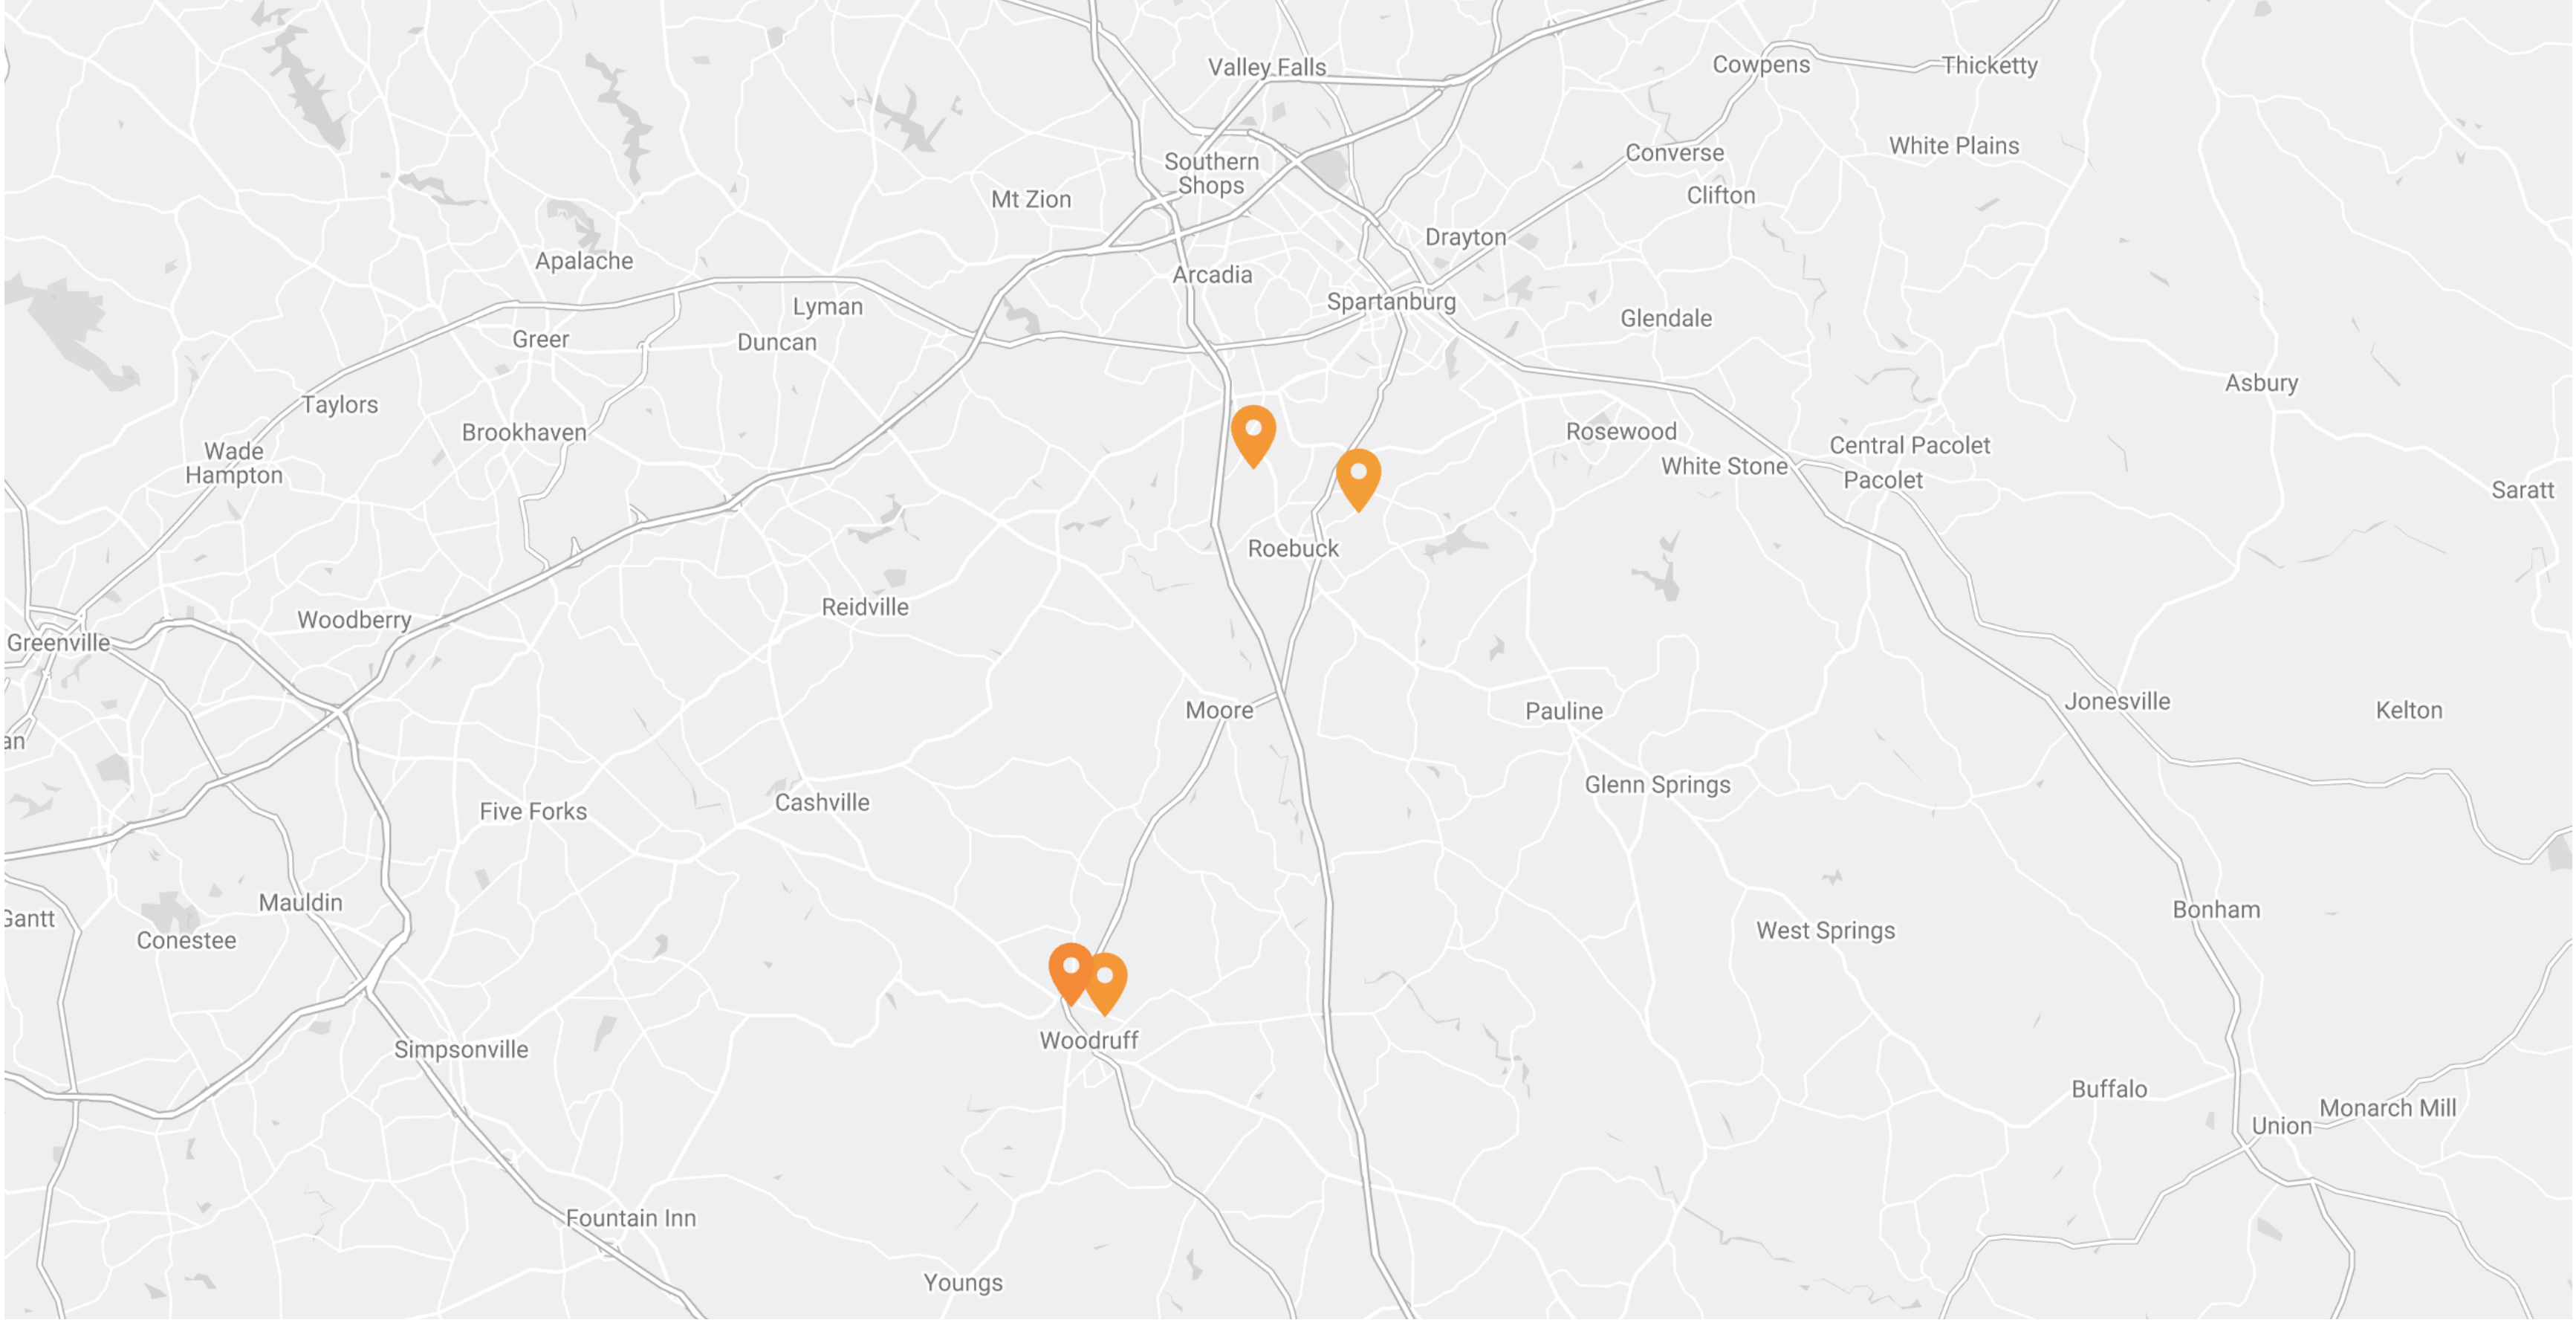 Valley Falls
Cowpens
Thicketty
Southern
Shops
Converse
White Plains
Mt Zion
Clifton
Drayton
Apalache
Arcadia
Lyman
Spartanburg
Glendale
Greer
Duncan
Asbury
Taylors
Brookhaven
Rosewood
Wade
Hampton
Central Pacolet
White Stone
Pacolet
Saratt
Roebuck
Reidville
Woodberry
Greenville
Moore
Pauline
Jonesville
Kelton
an
Glenn Springs
Cashville
Five Forks
Mauldin
Bonham
Gantt
Conestee
West Springs
Woodruff
Simpsonville
Buffalo
Monarch Mill
Union
Fountain Inn
Youngs